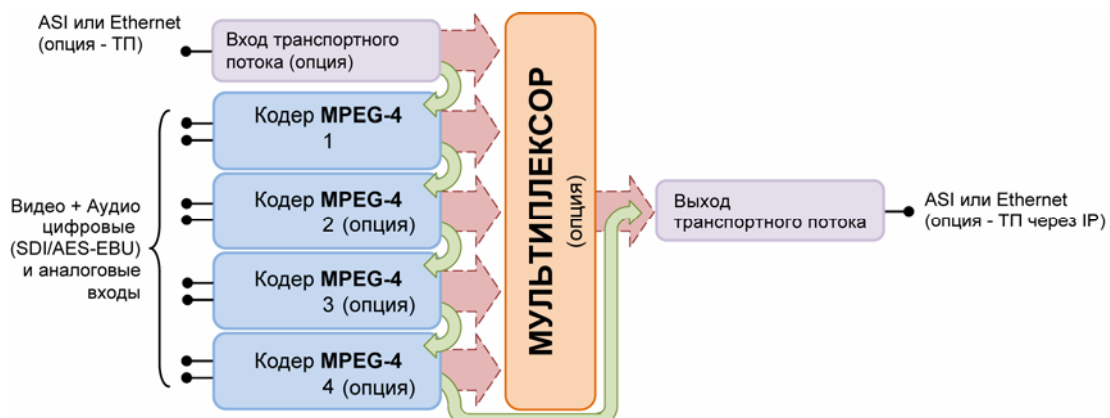 ASI или Ethernet
(опция - ТП)
Вход транспортного
потока (опция)
Кодер MPEG-4
1
Кодер MPEG-4
2 (опция)
Кодер MPEG-4
3 (опция)
Кодер MPEG-4
4 (опция)
Видео + Аудио
цифровые
(SDI/AES-EBU)
и аналоговые
входы
МУЛЬТИПЛЕКСОР
(опция)
Выход
транспортного потока
ASI или Ethernet
(опция - ТП через IP)